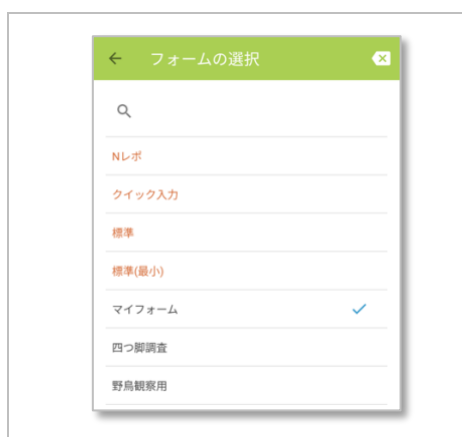 フォームの選択
Nレポ
クイック入力
標準
標準(最小)
マイフォーム
四つ脚調査
野鳥観察用